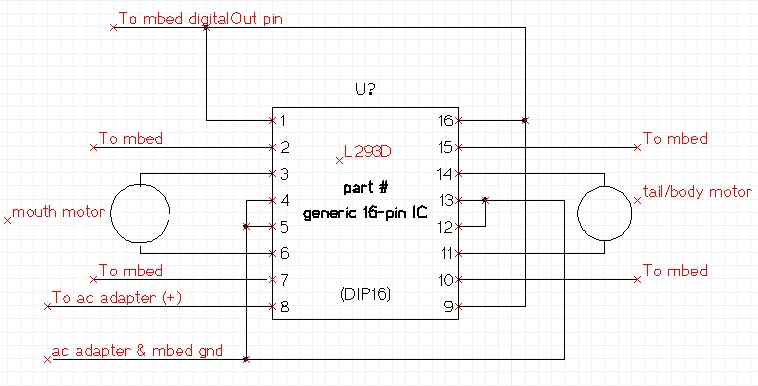 To mbed digitalOut pin
U?
1
16
To mbed
2
15
To mbed
3
L293D
14
part #
4
13
tail/body motor
mouth motor
generic 16-pin IC
5
12
6
11
To mbed
7
10
To mbed
To ac adapter (+)
8
(DIP16)
9
ac adapter & mbed gnd